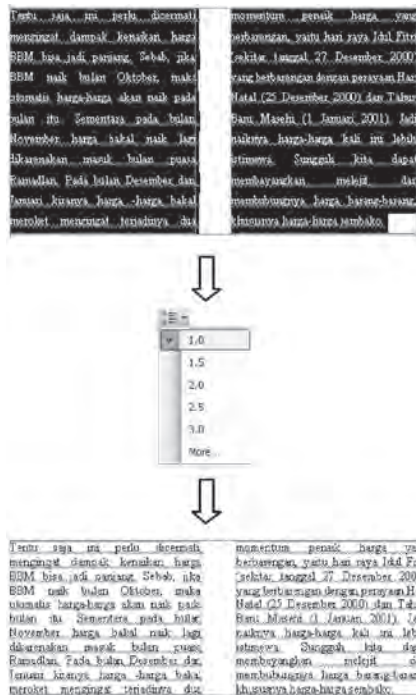 Tentu saja ini perlu dicermati,
mengingat dampak kenaikan harga
BBM bisa jadi panjang. Sebab, jika
BBM naik bulan Oktober, maka
otomatis harga-harga akan naik pada
bulan itu. Sementara pada bulan
November harga bakal naik lagi
dikarenakan masuk bulan puasa
Ramadlan. Pada bulan Desember dan
Januari kiranya harga -harga bakal
meroket mengingat terjadinya dua
momentum penaik harga yang
berbarengan, yaitu hari raya Idul Fitri
(sekitar tanggal 27 Desember 2000)
yang berbarengan dengan perayaan Hari
Natal (25 Desember 2000) dan Tahun
Baru Masehi (1 Januari 2001). Jadi
naiknya harga-harga kali ini lebih
istimewa. Sungguh kita dapat
membayangkan melejit dan
membubungnya harga barang-barang,
khususnya harga-harga sembako.
1.0
1.5
2.0
2.5
3.0
More...
Tentu saja ini perlu dicermati,
mengingat dampak kenaikan harga
BBM bisa jadi panjang. Sebab, jika
BBM naik bulan Oktober, maka
otomatis harga-harga akan naik pada
bulan itu. Sementara pada bulan
November harga bakal naik lagi
dikarenakan masuk bulan puasa
Ramadlan. Pada bulan Desember dan
Januari kiranya harga -harga bakal
meroket mengingat terjadinya dua
momentum penaik harga
berbarengan, yaitu hari raya Idul
(sekitar tanggal 27 Desember
yang berbarengan dengan perayaan
Natal (25 Desember 2000) dan
Baru Masehi (1 Januari 2001).
naiknya harga-harga kali ini
istimewa. Sungguh kita
membayangkan melejit
membubungnya harga
khususnya harga-harga sembako.